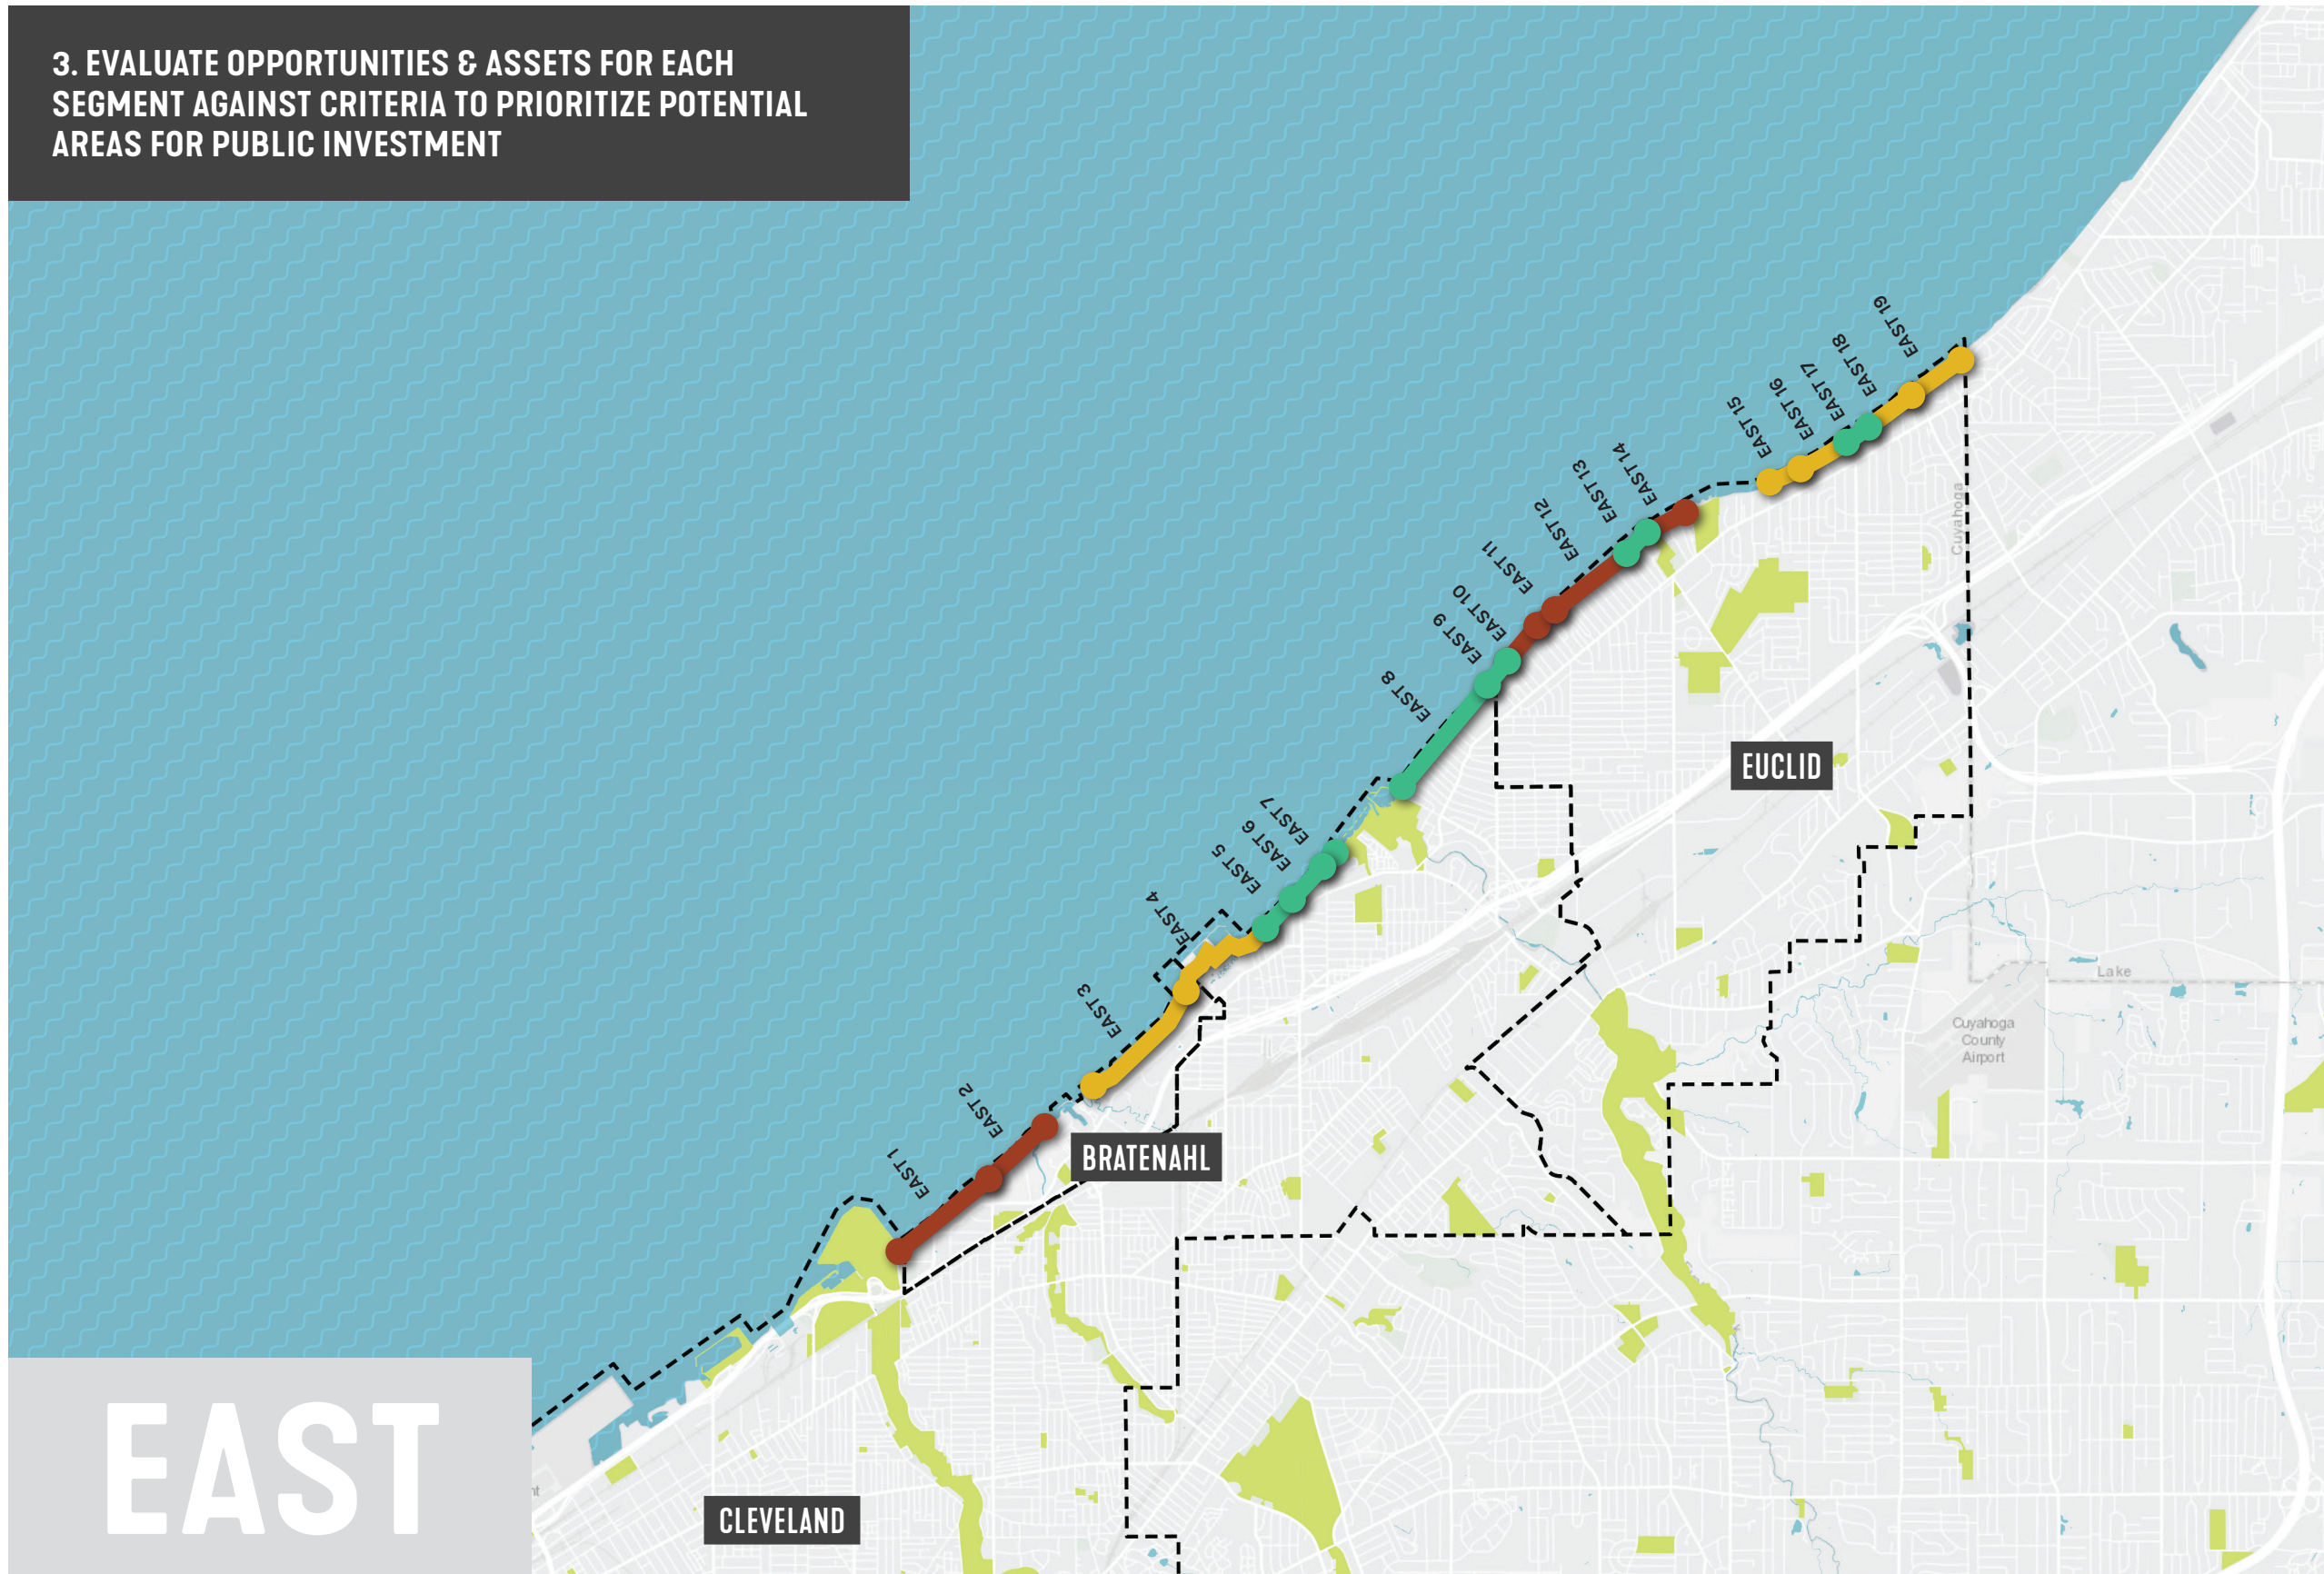 3. EVALUATE OPPORTUNITIES & ASSETS FOR EACH
SEGMENT AGAINST CRITERIA TO PRIORITIZE POTENTIAL
AREAS FOR PUBLIC INVESTMENT
EAST 19
EAST 18
EAST 17
EAST 16
EAST 15
EAST 14
EAST 13
EAST 12
EAST 11
EAST 10
EAST 9
EAST 8
EAST 7
EAST 6
EAST 5
EAST 4
EAST 3
EAST 2
EAST 1
Cuyahoga
EUCLID
Lake
Cuyahoga
County
Airport
BRATENAHL
EAST
CLEVELAND